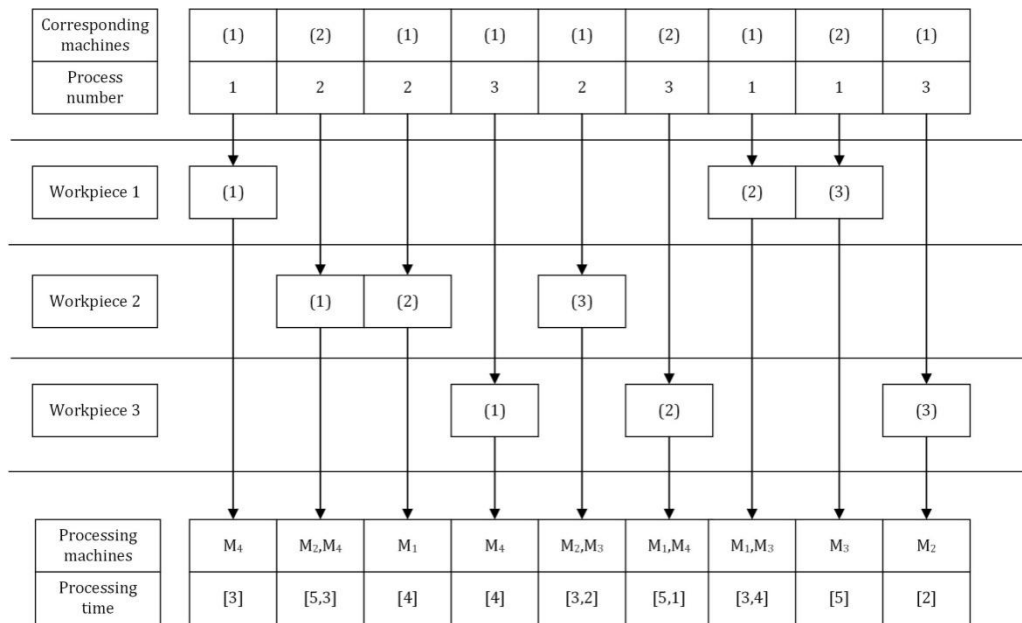 Corresponding machines (1) (2) (1) (1) (1) (2) (1) (2) (1)
Process number 1 2 2 3 2 3 1 1 3
Workpiece 1 (1) (2) (3)
Workpiece 2 (1) (2) (3)
Workpiece 3 (1) (2) (3)
Processing machines M₄ M₂,M₄ M₁ M₄ M₂,M₃ M₁,M₄ M₁,M₃ M₃ M₂
Processing time [3] [5,3] [4] [4] [3,2] [5,1] [3,4] [5] [2]